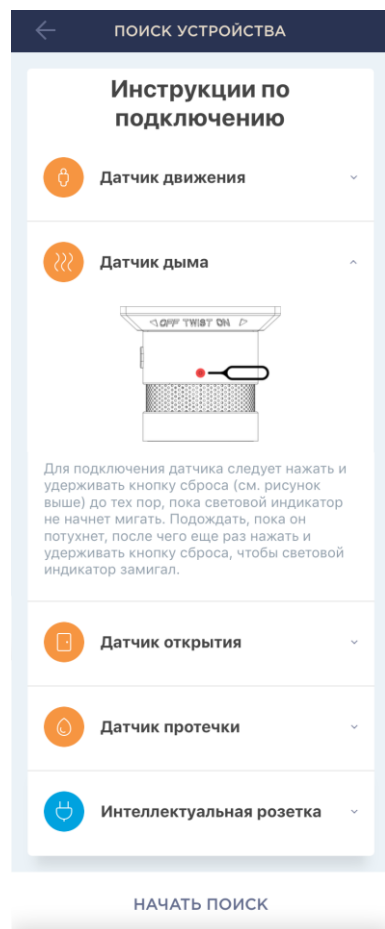 ПОИСК УСТРОЙСТВА
Инструкции по
подключению
Датчик движения
Датчик дыма
OFF TWIST ON
Для подключения датчика следует нажать и
удерживать кнопку сброса (см. рисунок
выше) до тех пор, пока световой индикатор
не начнет мигать. Подождать, пока он
потухнет, после чего еще раз нажать и
удерживать кнопку сброса, чтобы световой
индикатор замигал.
Датчик открытия
Датчик протечки
Интеллектуальная розетка
НАЧАТЬ ПОИСК